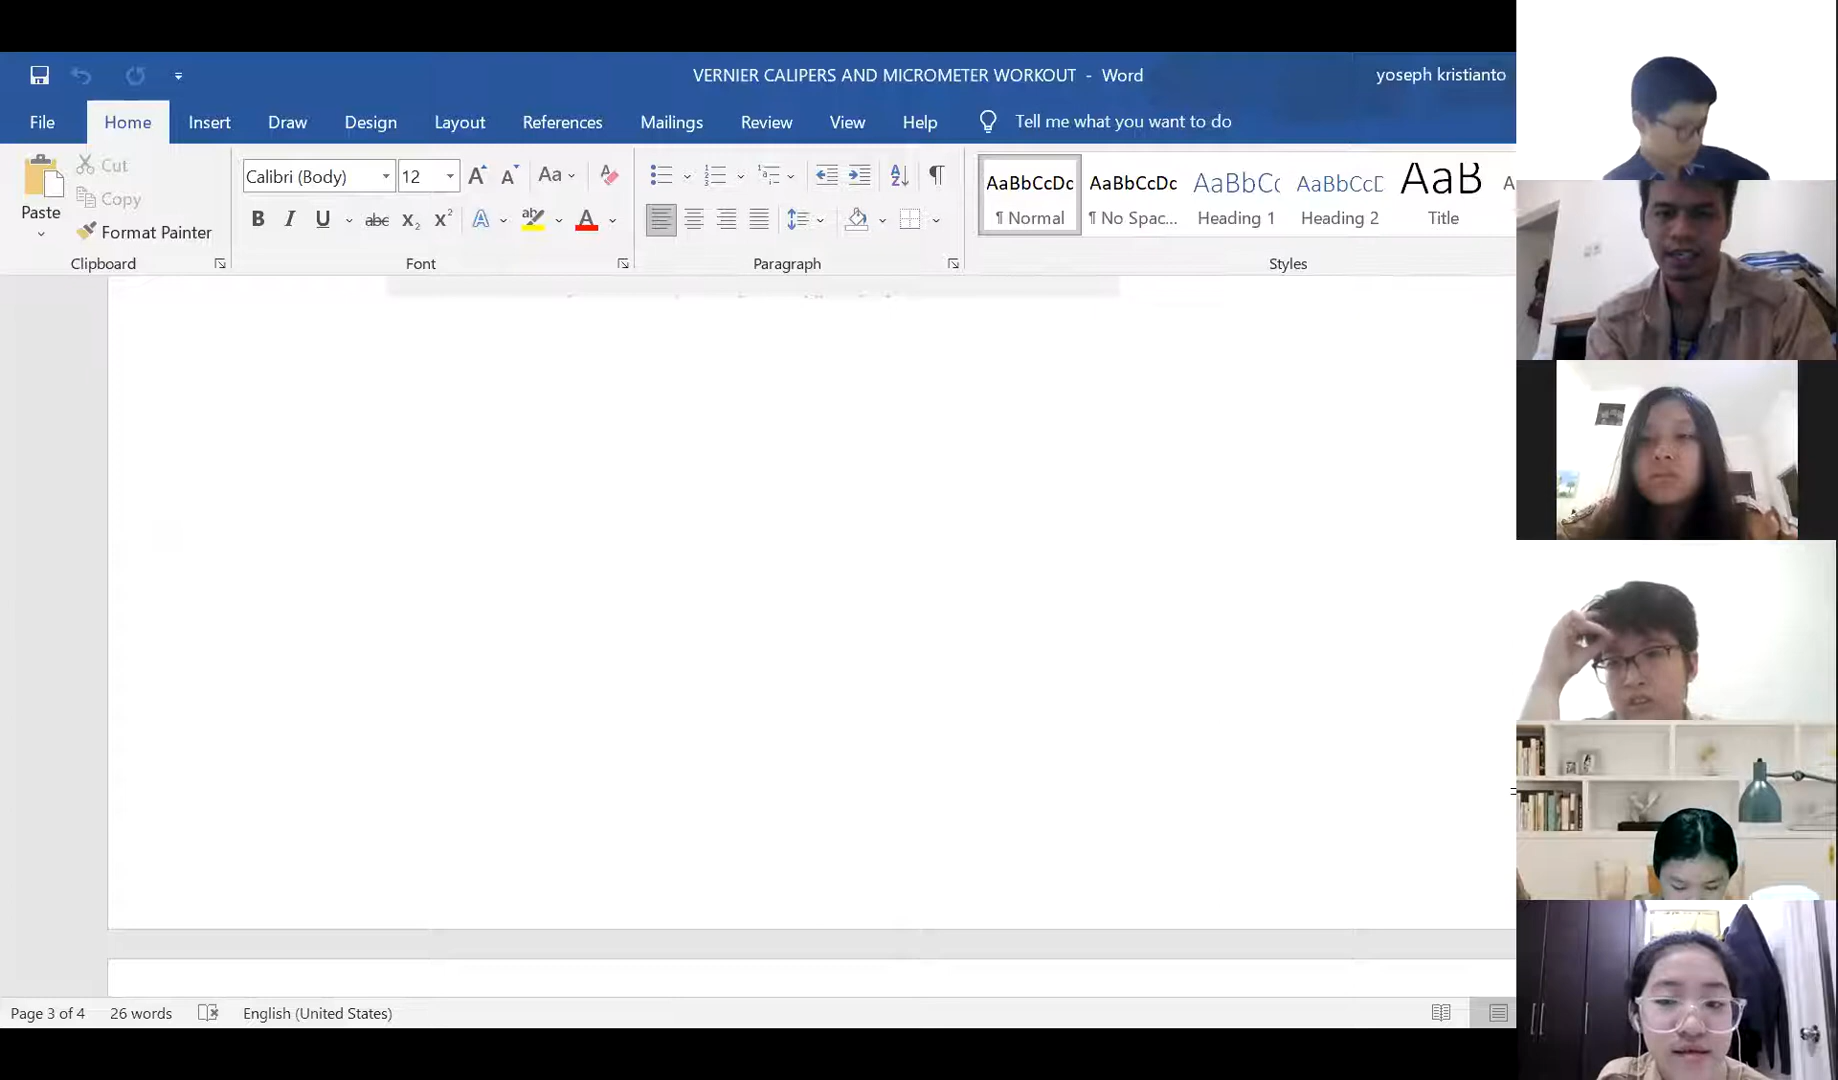 VERNIER CALIPERS AND MICROMETER WORKOUT - Word
yoseph kristianto
File Home Insert Draw Design Layout References Mailings Review View Help Tell me what you want to do
Paste
Cut
Copy
Format Painter
Clipboard
Calibri (Body) 12
Font
Paragraph
AaBbCcDc AaBbCcDc AaBbCc AaBbCcD AaB A
¶ Normal ¶ No Spac... Heading 1 Heading 2 Title
Styles
Page 3 of 4 26 words English (United States)